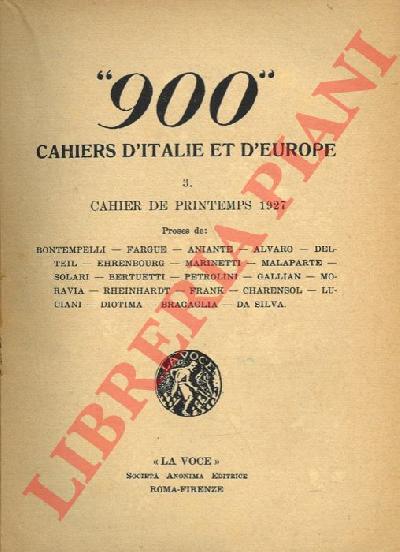 "900"
CAHIERS D'ITALIE ET D'EUROPE
3.
CAHIER DE PRINTEMPS 1927
Proses de:
BONTEMPELLI — FARGUE — ANIANTE — ALVARO — DEL-
TEIL — EHRENBOURG — MARINETTI — MALAPARTE —
SOLARI — BERTUETTI — PETROLINI — GALLIAN — MO-
RAVIA — RHEINHARDT — FRANK — CHARENSOL — LU-
CIANI — DIOTIMA — BRAGAGLIA — DA SILVA.
LA VOCE
« LA VOCE »
SOCIETÀ ANONIMA EDITRICE
ROMA-FIRENZE
LIBRERIA PIANI